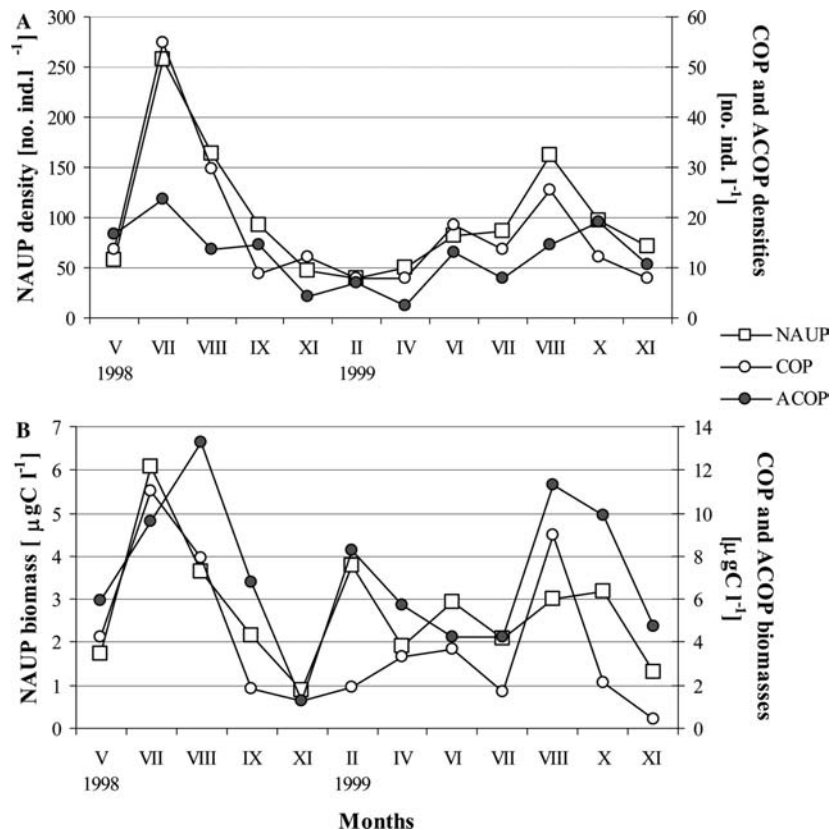 A
NAUP density [no. ind.l⁻¹]
300
250
200
150
100
50
0
60
50
40
30
20
10
0
COP and ACOP densities
[no. ind. l⁻¹]
V VII VIII IX XI II IV VI VII VIII X XI
1998 1999
NAUP
COP
ACOP
B
NAUP biomass [ µgC l⁻¹]
7
6
5
4
3
2
1
0
14
12
10
8
6
4
2
0
COP and ACOP biomasses
[µ gC l⁻¹]
V VII VIII IX XI II IV VI VII VIII X XI
1998 1999
Months